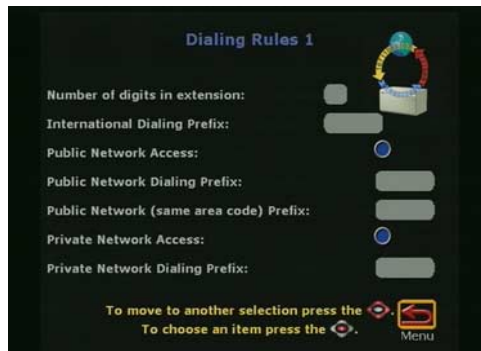 Dialing Rules 1
Number of digits in extension:
International Dialing Prefix:
Public Network Access:
Public Network Dialing Prefix:
Public Network (same area code) Prefix:
Private Network Access:
Private Network Dialing Prefix:
To move to another selection press the .
To choose an item press the .
Menu